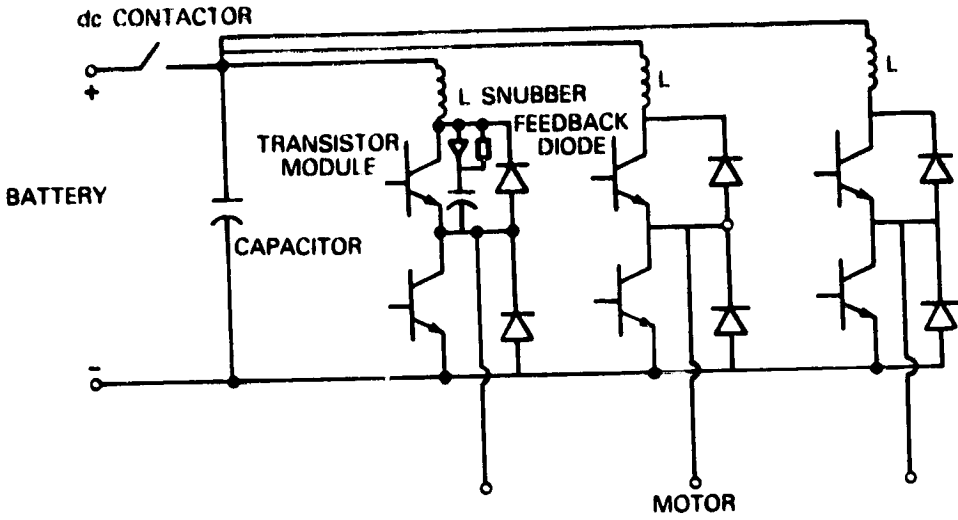 dc CONTACTOR
+
L
L
L SNUBBER
FEEDBACK
DIODE
TRANSISTOR
MODULE
BATTERY
CAPACITOR
-
MOTOR